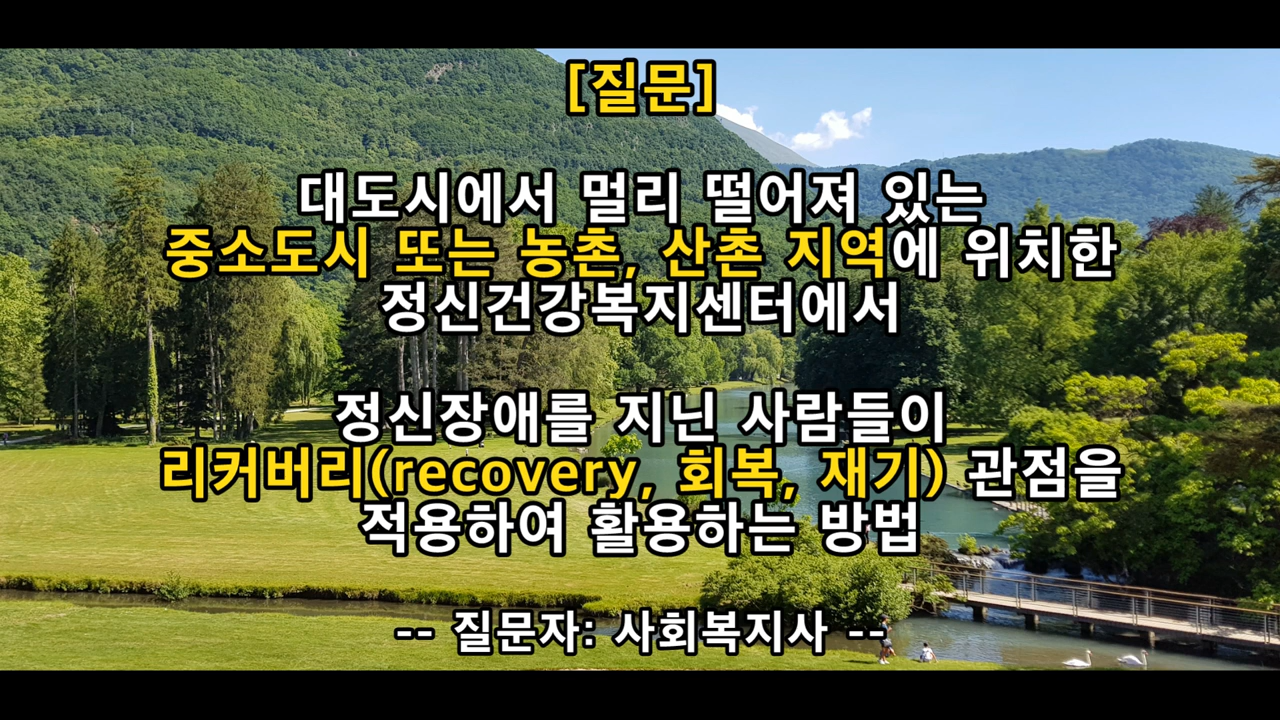 [질문]
대도시에서 멀리 떨어져 있는
중소도시 또는 농촌, 산촌 지역에 위치한
정신건강복지센터에서
정신장애를 지닌 사람들이
리커버리(recovery, 회복, 재기) 관점을
적용하여 활용하는 방법
-- 질문자: 사회복지사 --